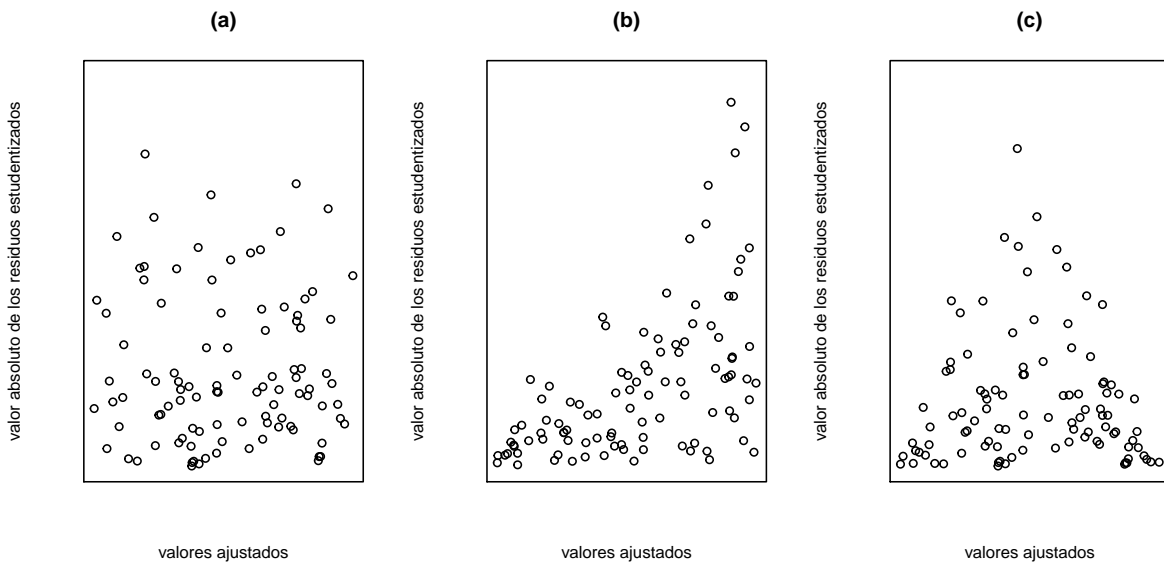 (a)
valor absoluto de los residuos estudentizados
valores ajustados
(b)
valor absoluto de los residuos estudentizados
valores ajustados
(c)
valor absoluto de los residuos estudentizados
valores ajustados